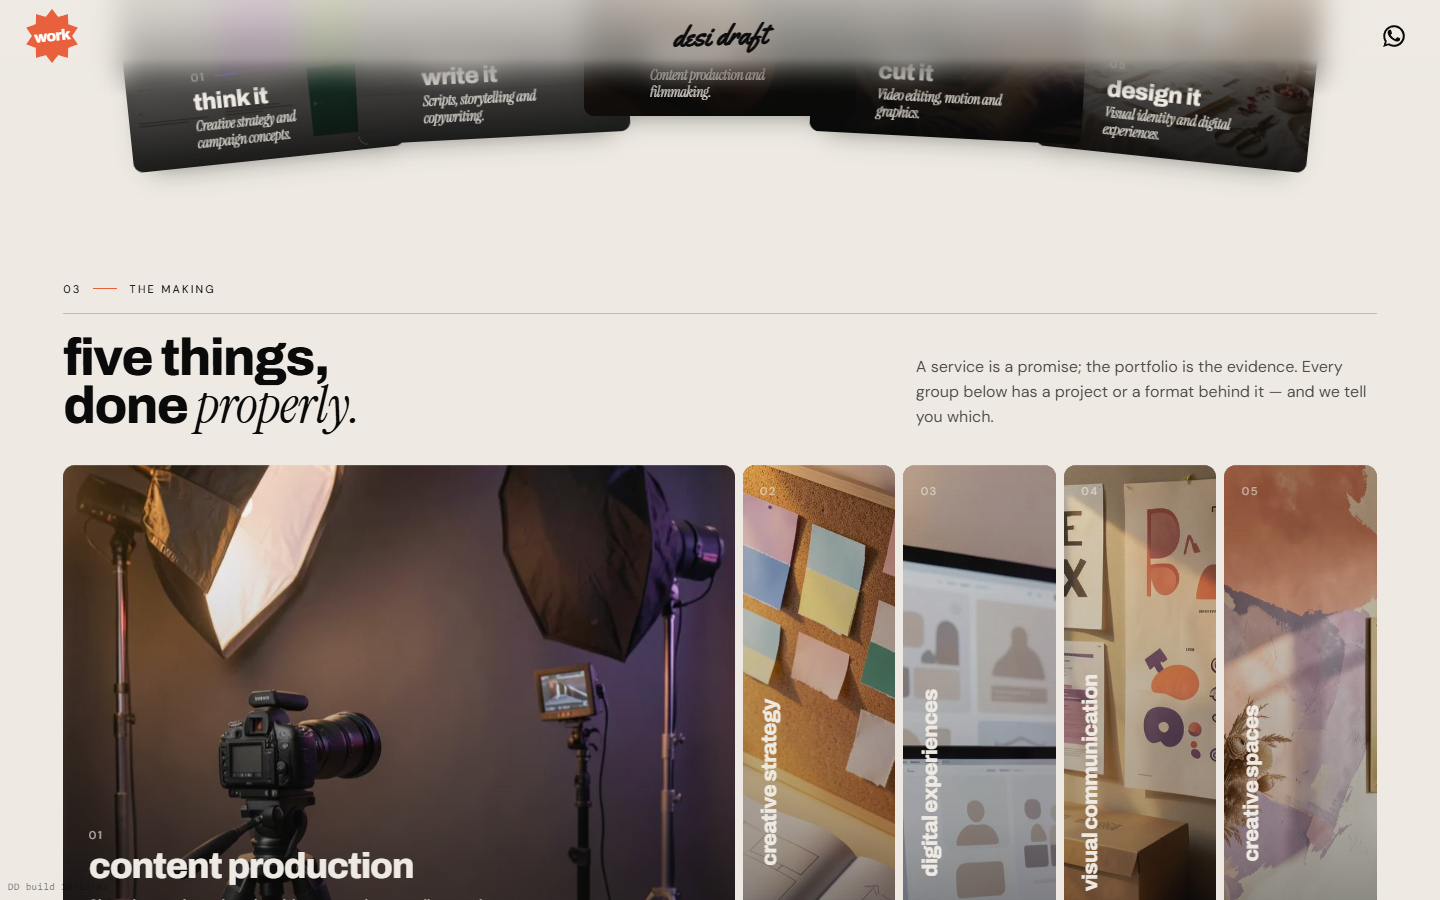 work
desi draft
01
think it
Creative strategy and
campaign concepts.
write it
Scripts, storytelling and
copywriting.
Content production and
filmmaking.
cut it
Video editing, motion and
graphics.
05
design it
Visual identity and digital
experiences.
03 — THE MAKING
five things,
done properly.
A service is a promise; the portfolio is the evidence. Every
group below has a project or a format behind it — and we tell
you which.
01
content production
02
creative strategy
03
digital experiences
04
visual communication
05
creative spaces
DD build